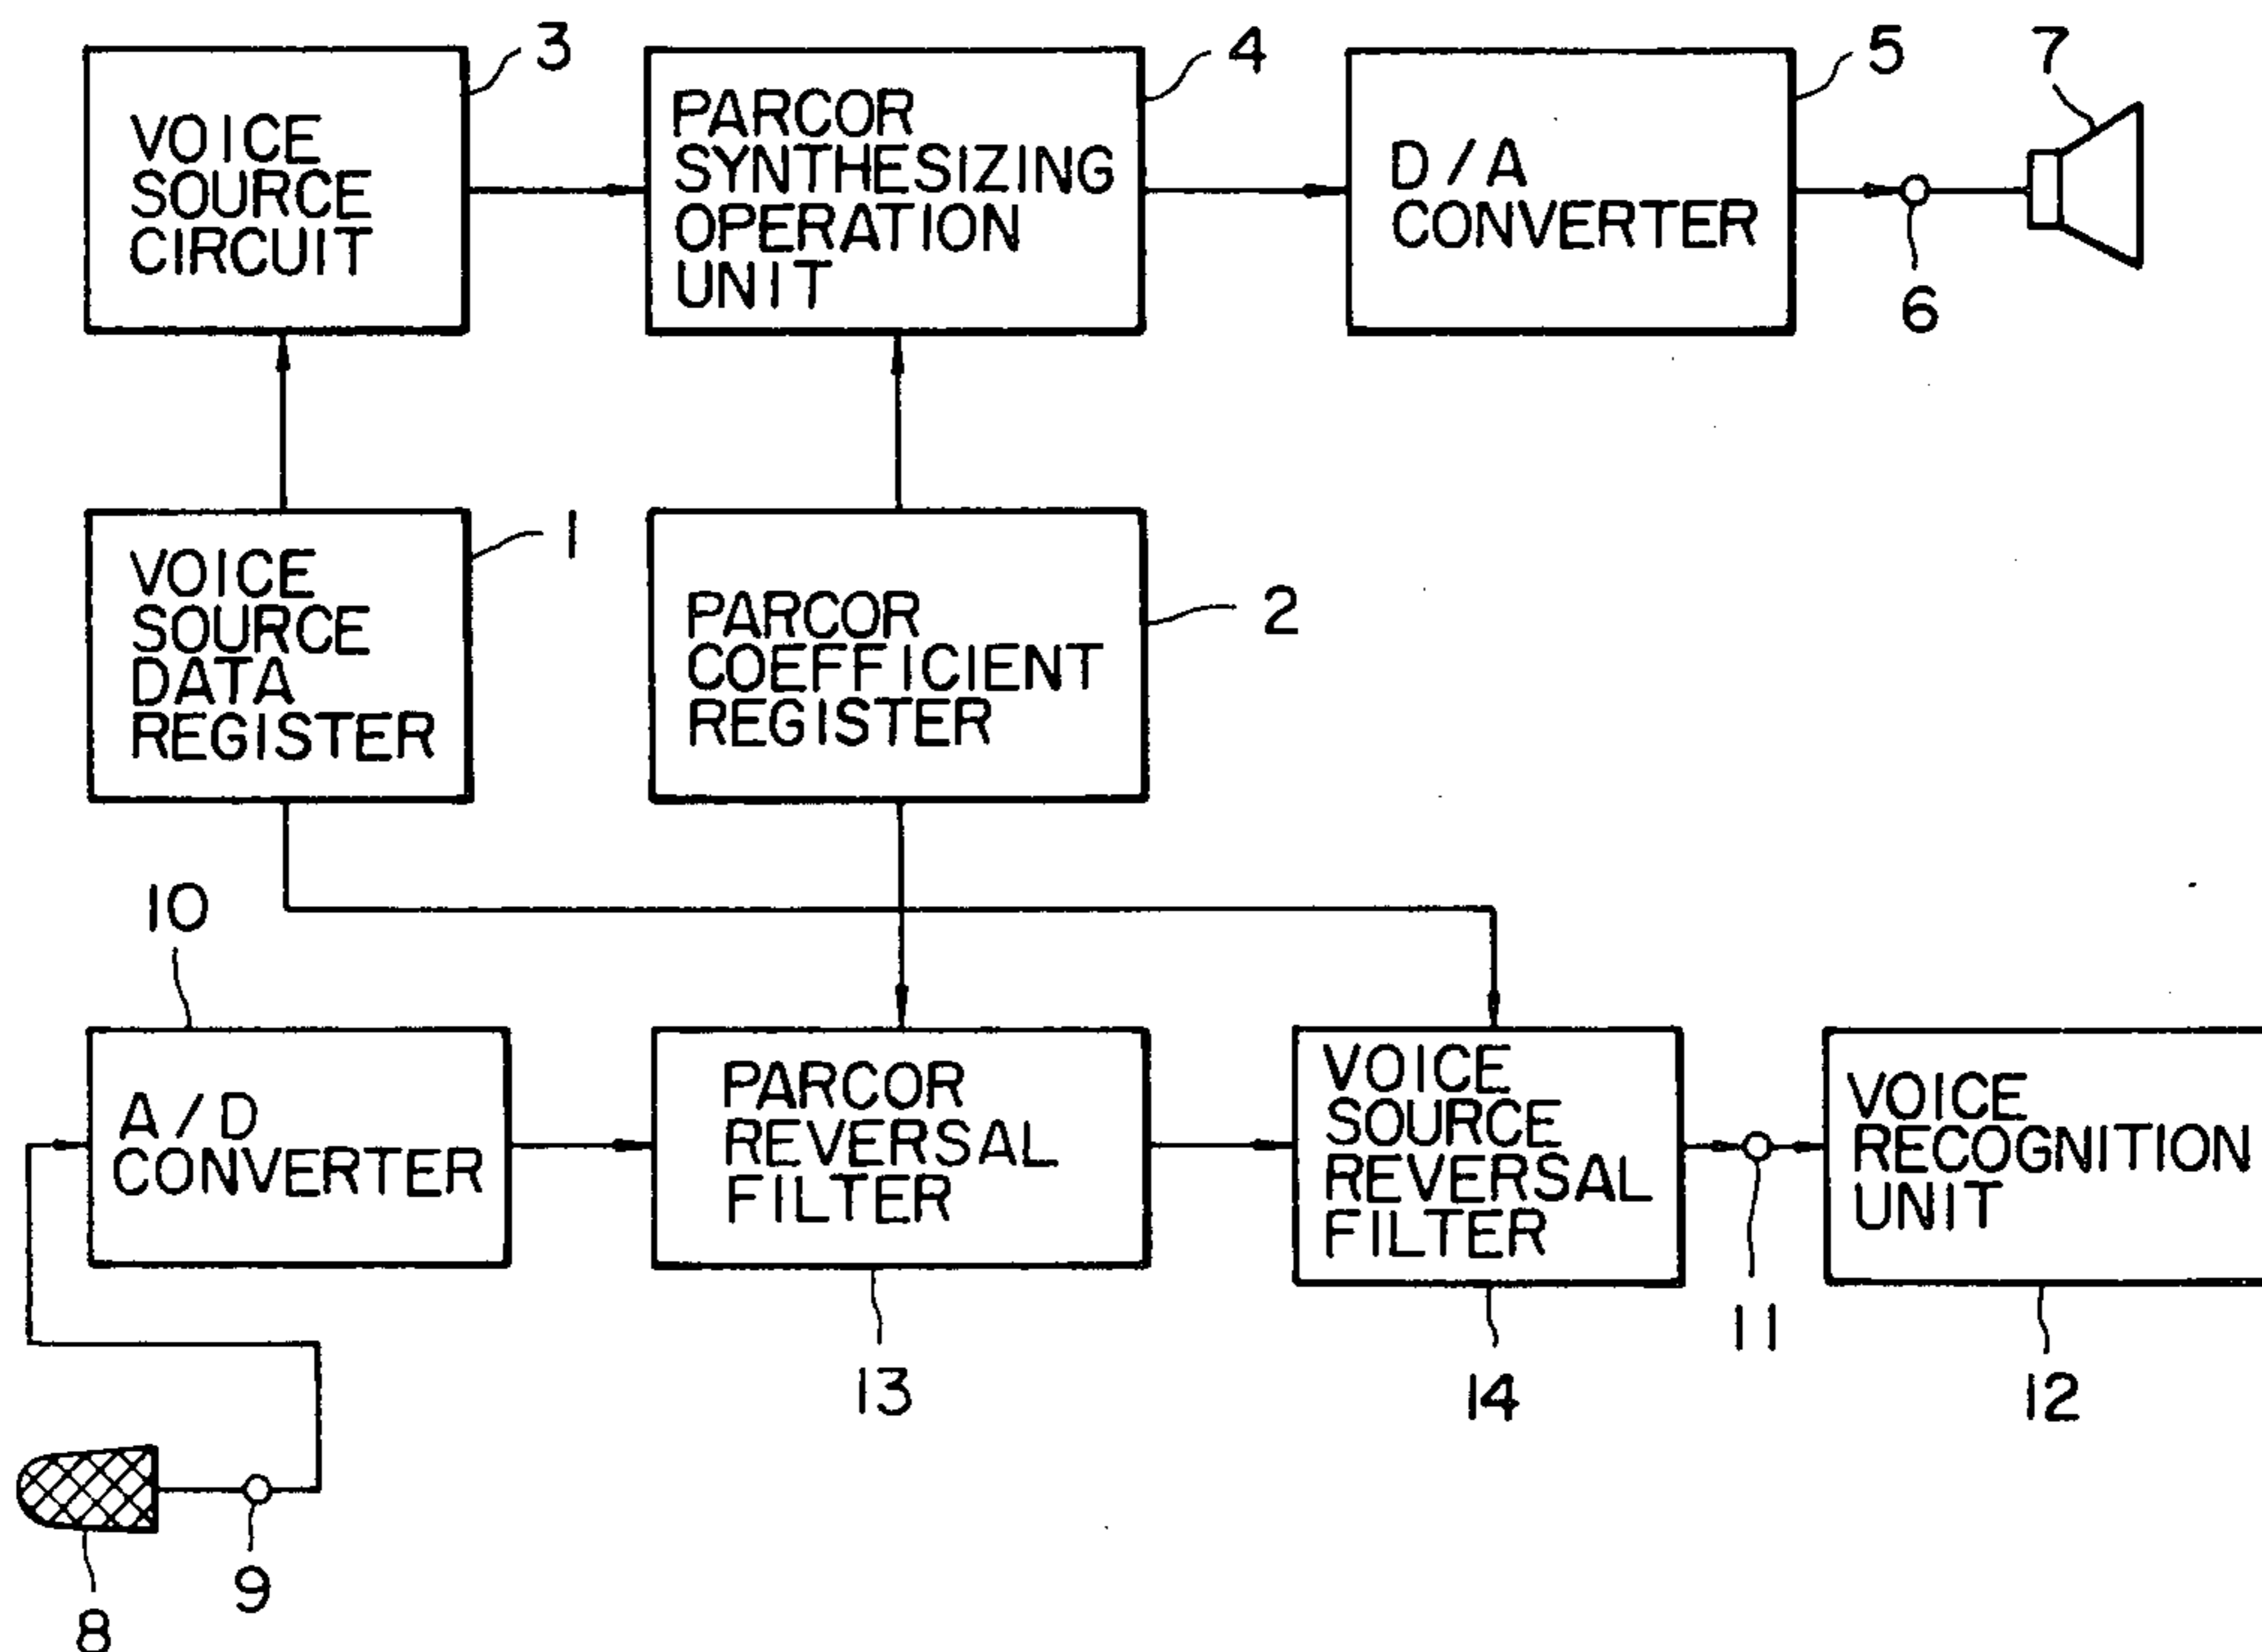 3
VOICE
SOURCE
CIRCUIT
4
PARCOR
SYNTHESIZING
OPERATION
UNIT
5
D/A
CONVERTER
7
6
1
VOICE
SOURCE
DATA
REGISTER
2
PARCOR
COEFFICIENT
REGISTER
10
A/D
CONVERTER
PARCOR
REVERSAL
FILTER
13
VOICE
SOURCE
REVERSAL
FILTER
14
11
VOICE
RECOGNITION
UNIT
12
9
8